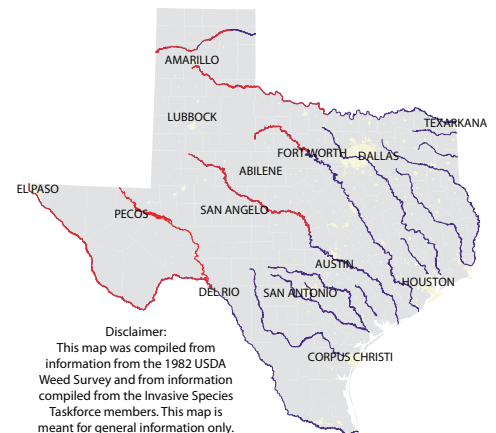 AMARILLO
LUBBOCK
TEXARKANA
FORT WORTH
DALLAS
ABILENE
EL PASO
PECOS
SAN ANGELO
AUSTIN
HOUSTON
DEL RIO
SAN ANTONIO
CORPUS CHRISTI
Disclaimer:
This map was compiled from
information from the 1982 USDA
Weed Survey and from information
compiled from the Invasive Species
Taskforce members. This map is
meant for general information only.